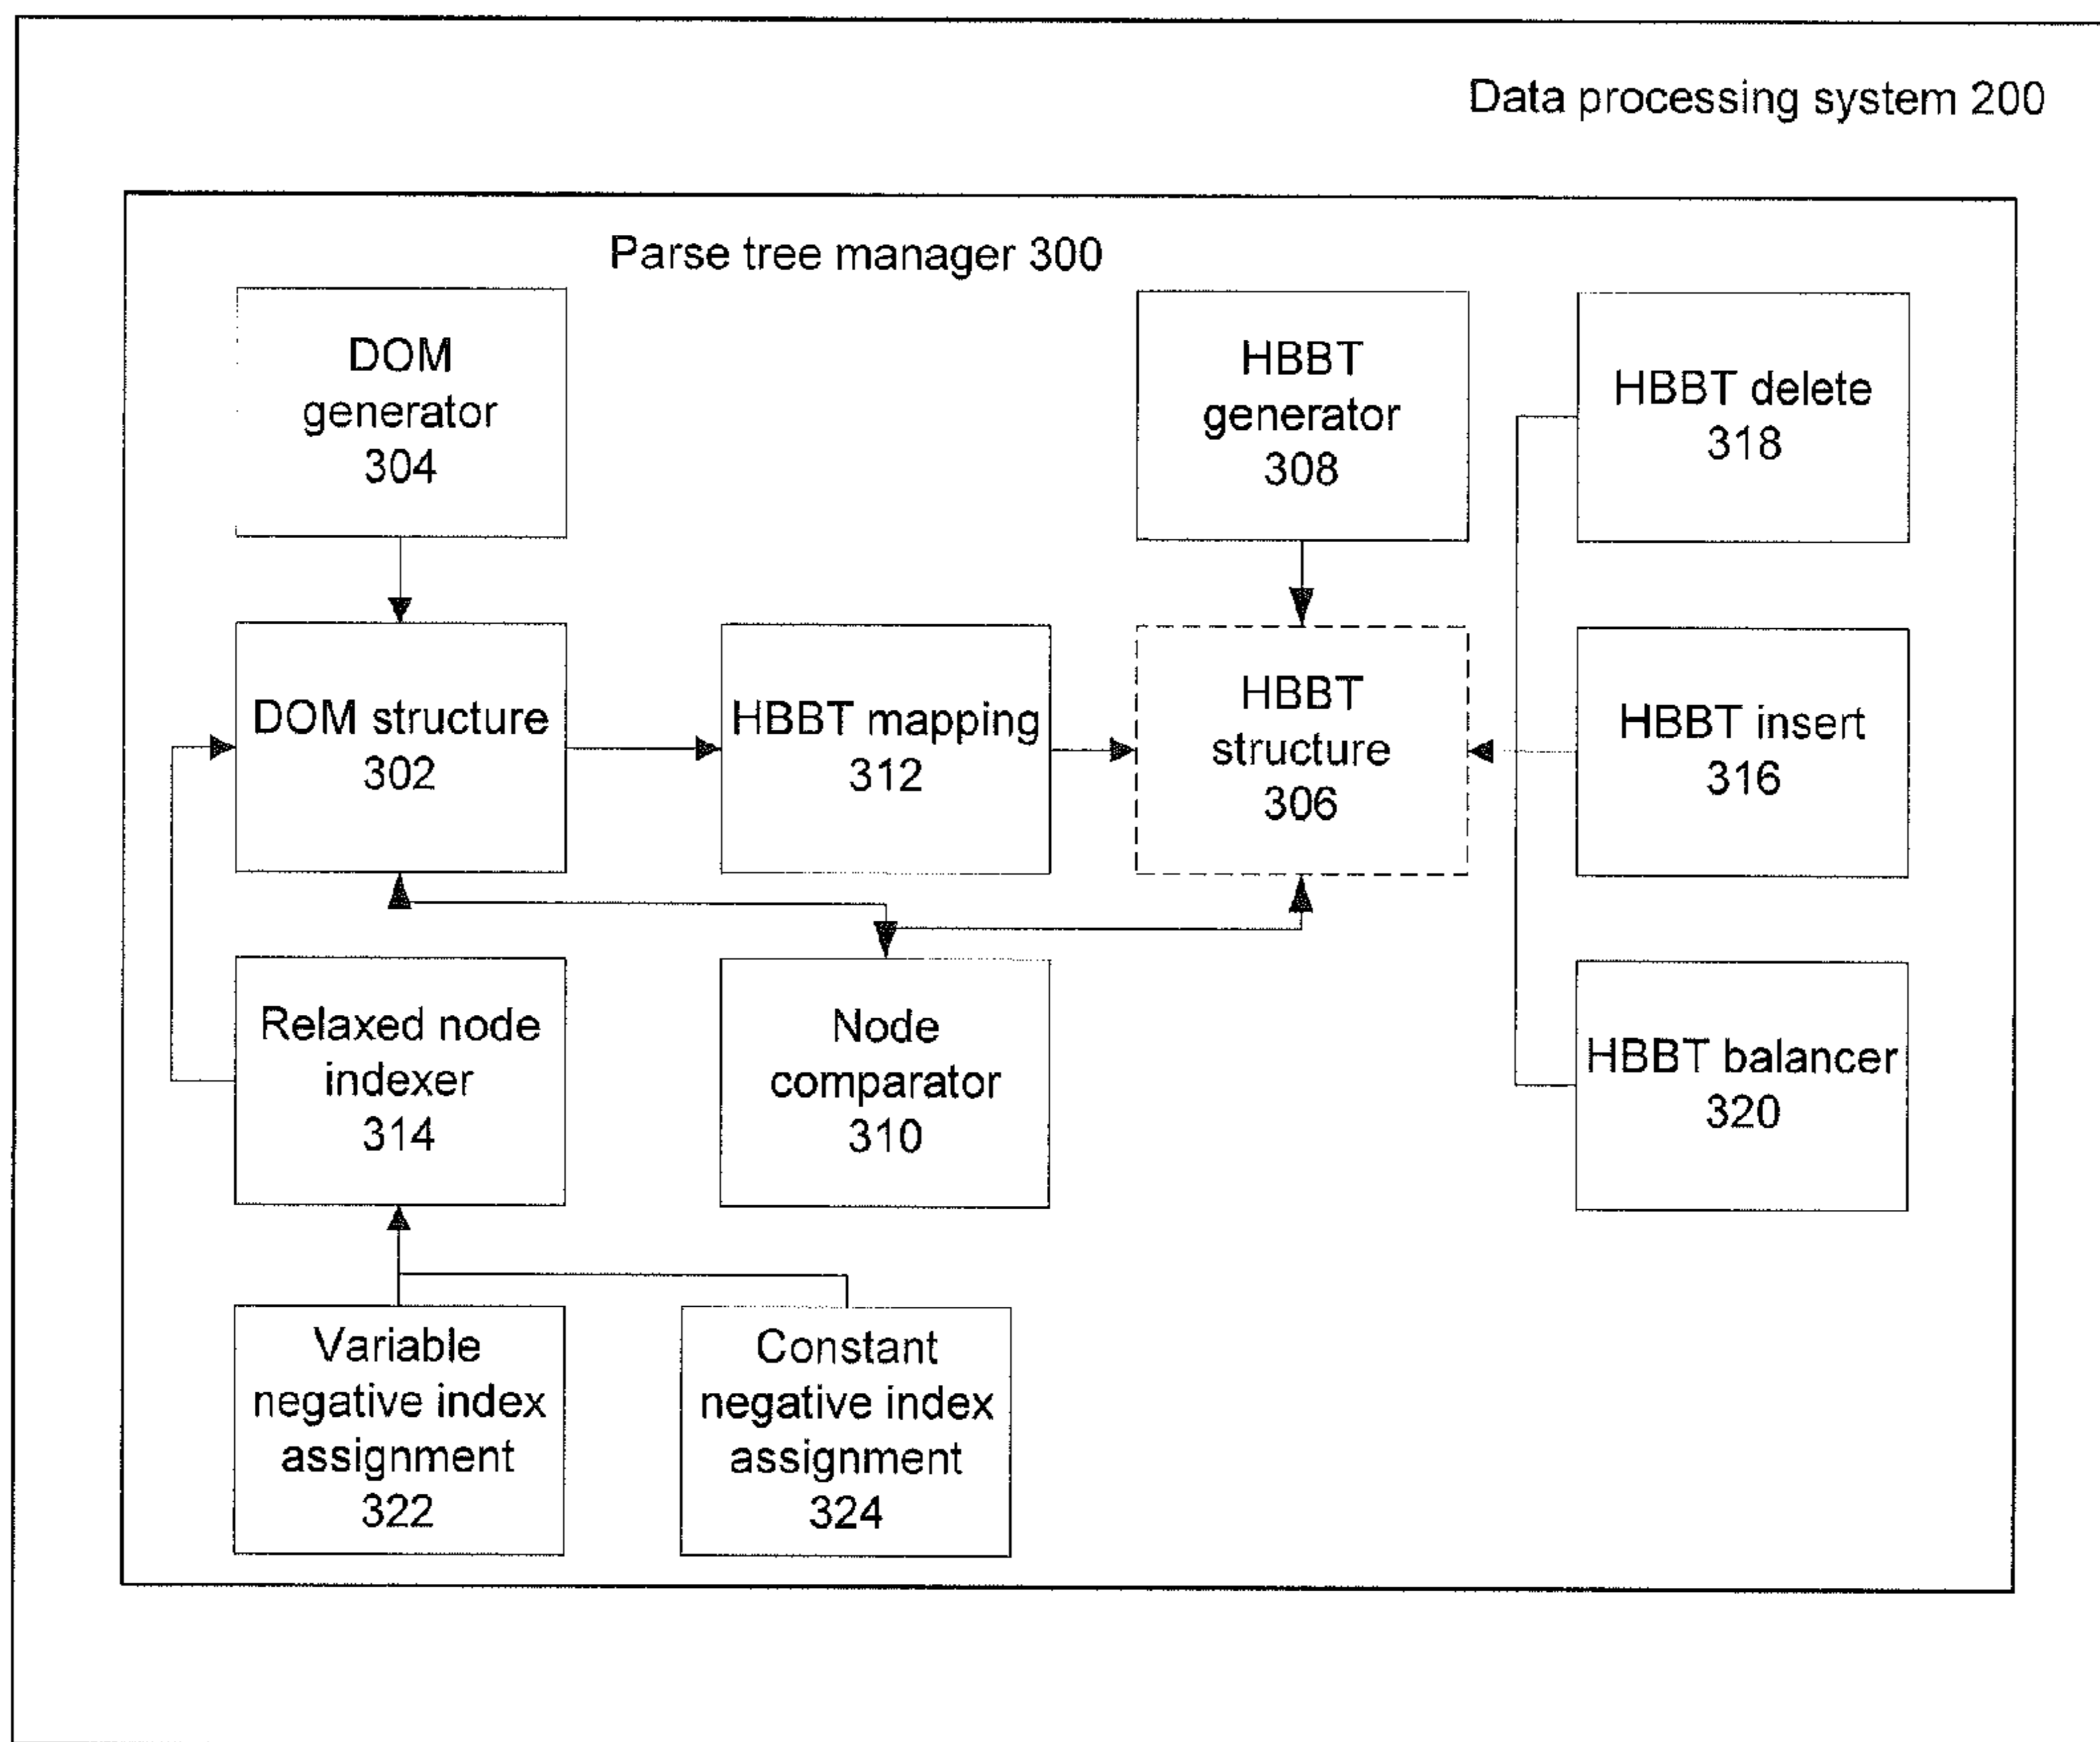 Data processing system 200
Parse tree manager 300
DOM
generator
304
HBBT
generator
308
HBBT delete
318
DOM structure
302
HBBT mapping
312
HBBT
structure
306
HBBT insert
316
Relaxed node
indexer
314
Node
comparator
310
HBBT balancer
320
Variable
negative index
assignment
322
Constant
negative index
assignment
324